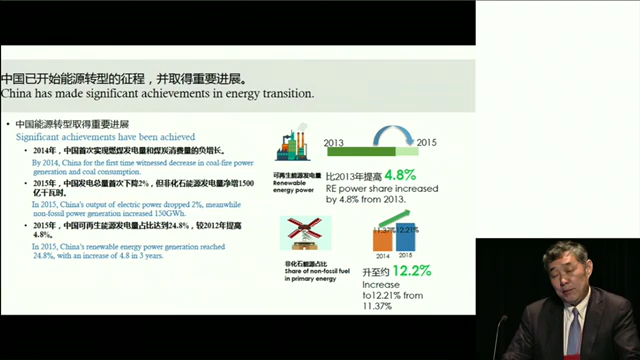 中国已开始能源转型的征程，并取得重要进展。
China has made significant achievements in energy transition.
• 中国能源转型取得重要进展
Significant achievements have been achieved
• 2014年，中国首次实现燃煤发电量和煤炭消费量的负增长。
By 2014, China for the first time witnessed decrease in coal-fire power
generation and coal consumption.
• 2015年，中国发电总量首次下降2%，但非化石能源发电量净增1500
亿千瓦时。
In 2015, China's output of electric power dropped 2%, meanwhile
non-fossil power generation increased 150GWh.
• 2015年，中国可再生能源发电量占比达到24.8%，较2012年提高
4.8%。
In 2015, China's renewable energy power generation reached
24.8%, with an increase of 4.8 in 3 years.
2013
2015
可再生能源发电量
Renewable
energy power
比2013年提高 4.8%
RE power share increased
by 4.8% from 2013.
11.37%
12.21%
2014
2015
非化石能源占比
Share of non-fossil fuel
in primary energy
升至约 12.2%
Increase
to12.21% from
11.37%